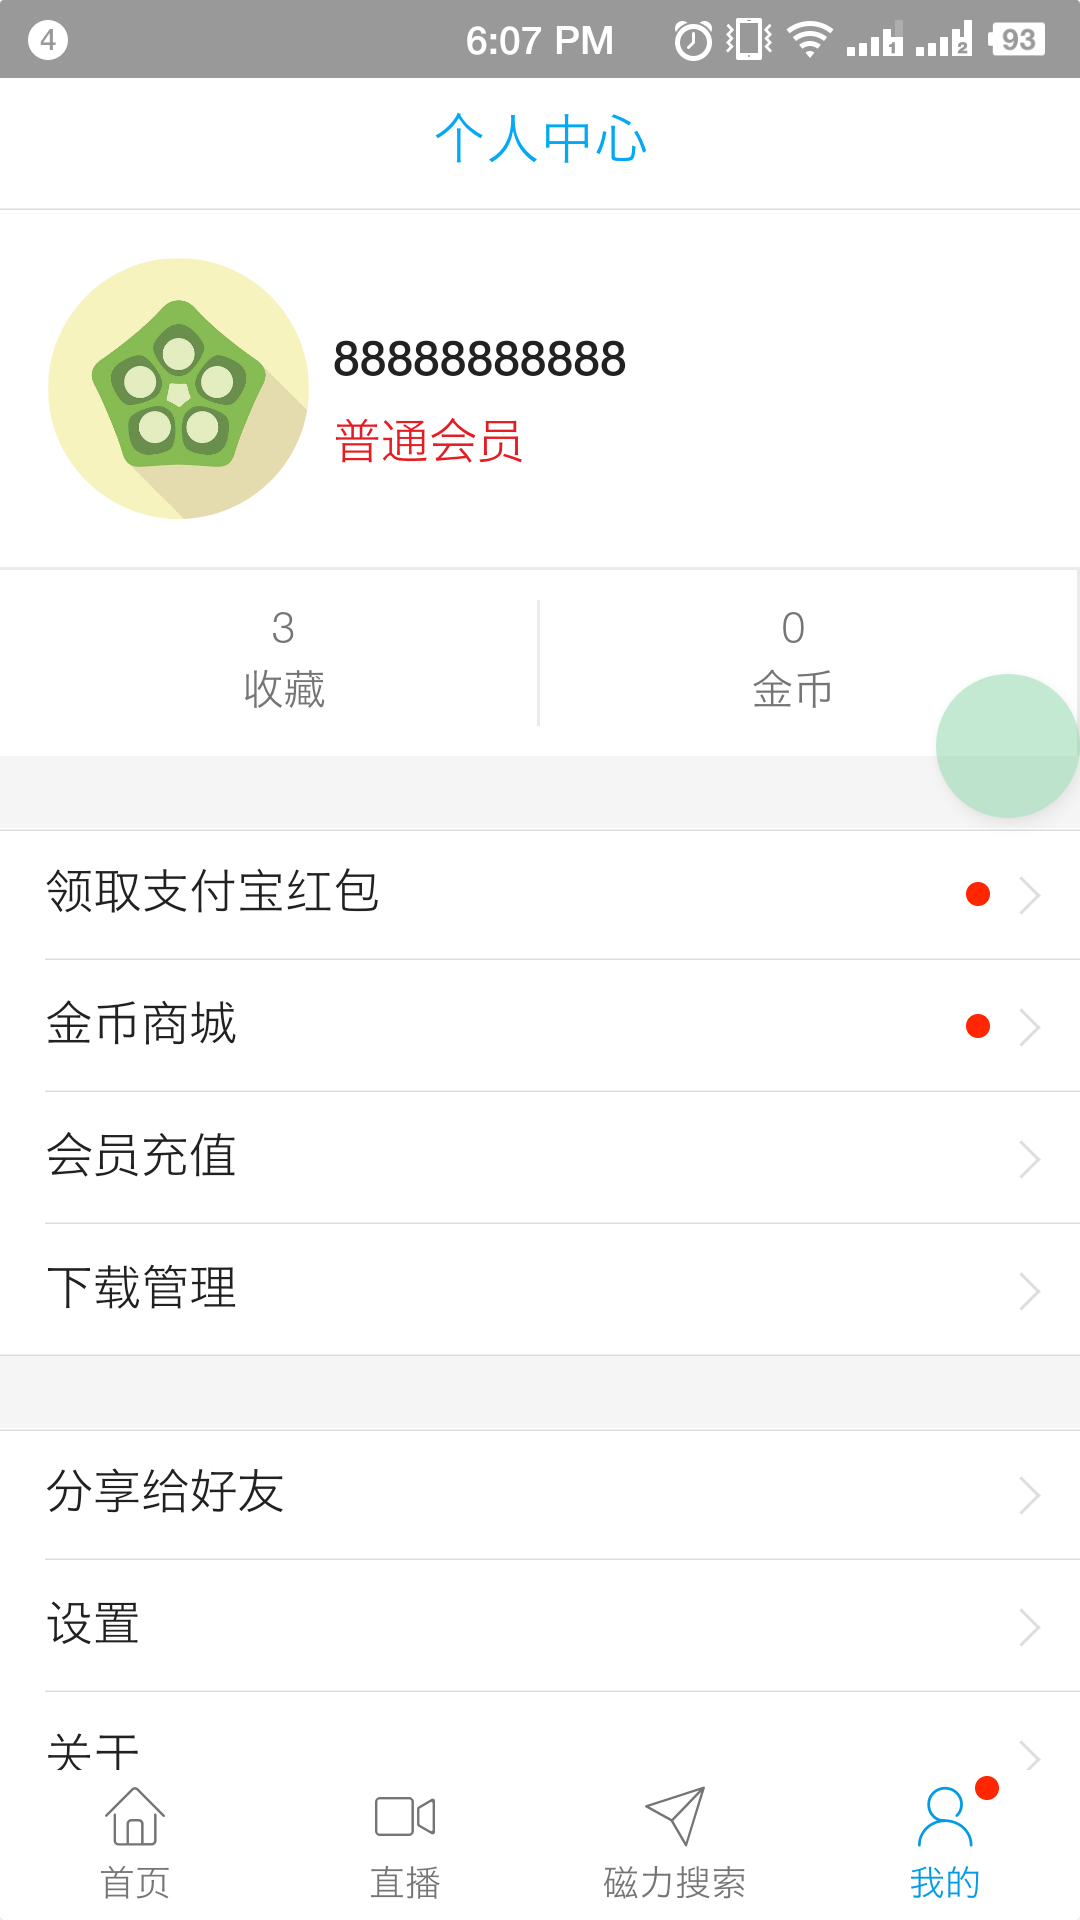 4
6:07 PM
1
2
93
个人中心
88888888888
普通会员
3
收藏
0
金币
领取支付宝红包
金币商城
会员充值
下载管理
分享给好友
设置
关于
首页
直播
磁力搜索
我的